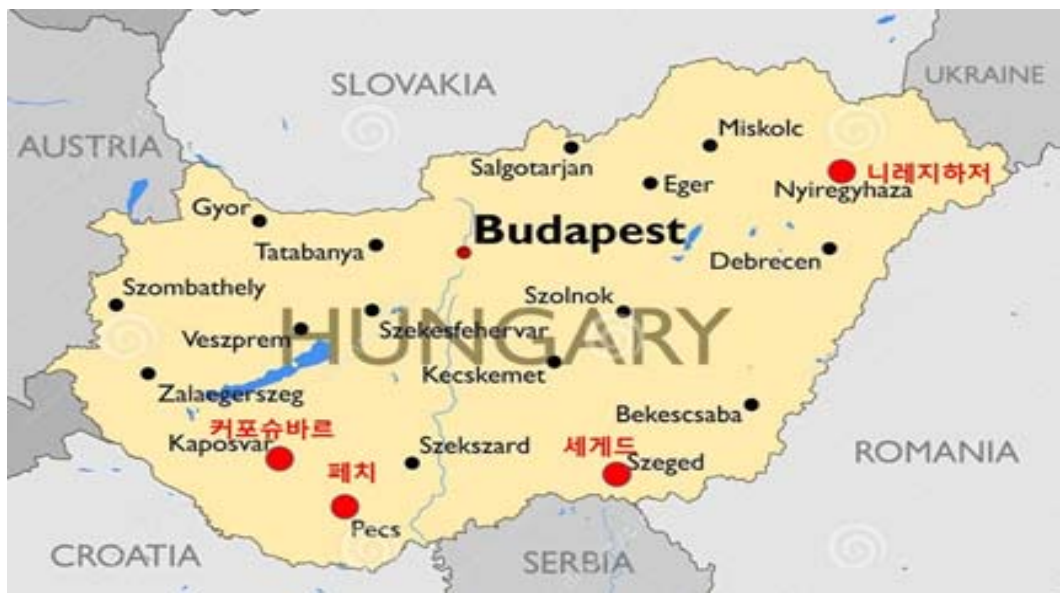 SLOVAKIA
UKRAINE
AUSTRIA
Miskolc
Salgotarjan
Eger
니레지하저
Nyiregyhaza
Gyor
Budapest
Tatabanya
Debrecen
Szombathely
Szolnok
HUNGARY
Veszprem
Szekesfehervar
Kecskemet
Zalaegerszeg
Bekescsaba
커포슈바르
Kaposvar
Szekszard
세게드
Szeged
ROMANIA
페치
Pecs
CROATIA
SERBIA